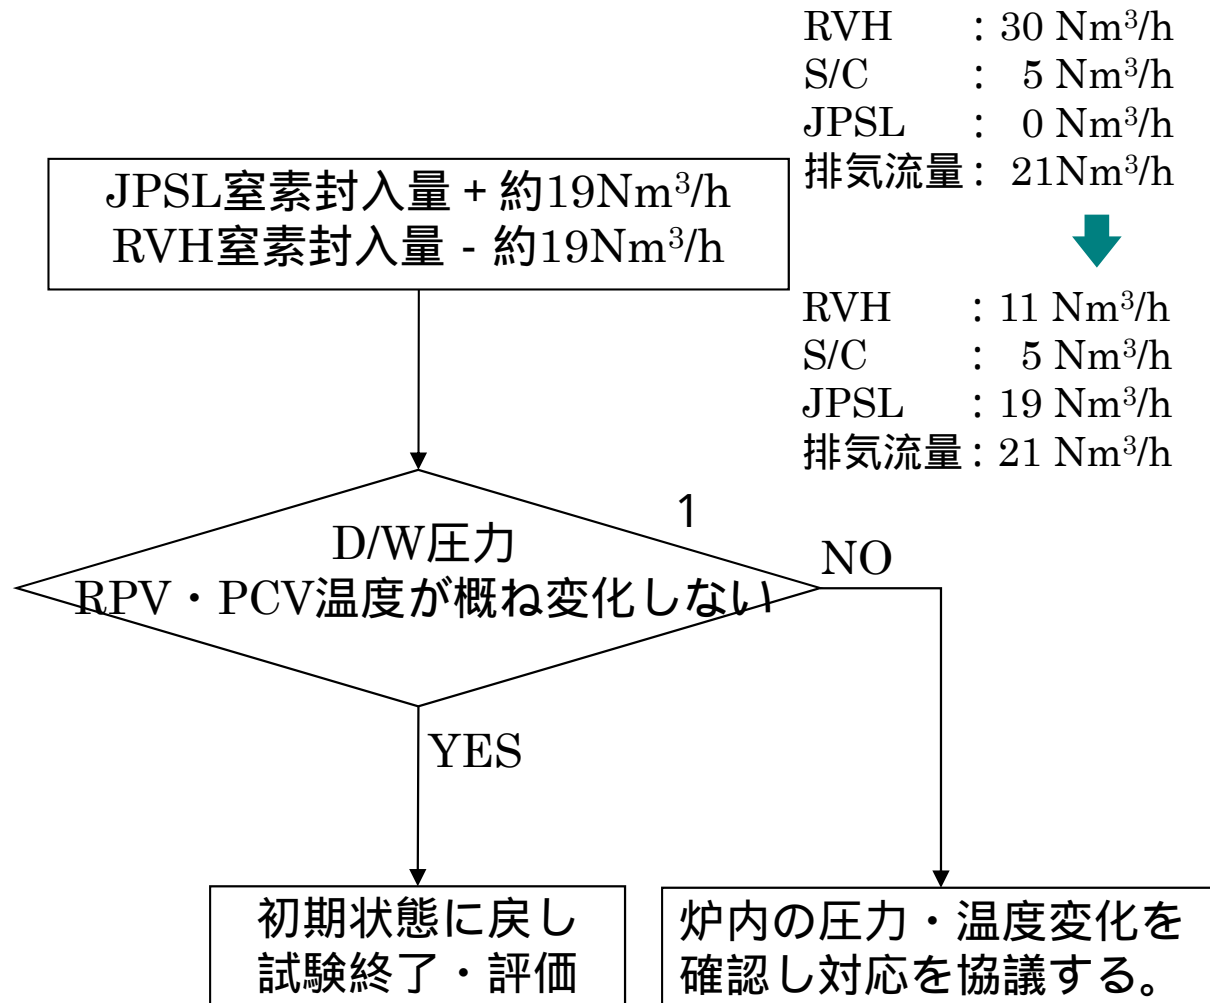 RVH : 30 Nm³/h
S/C : 5 Nm³/h
JPSL : 0 Nm³/h
排気流量 : 21Nm³/h
JPSL窒素封入量 + 約19Nm³/h
RVH窒素封入量 - 約19Nm³/h
RVH : 11 Nm³/h
S/C : 5 Nm³/h
JPSL : 19 Nm³/h
排気流量 : 21 Nm³/h
1
D/W圧力
RPV・PCV温度が概ね変化しない
NO
YES
初期状態に戻し
試験終了・評価
炉内の圧力・温度変化を
確認し対応を協議する。